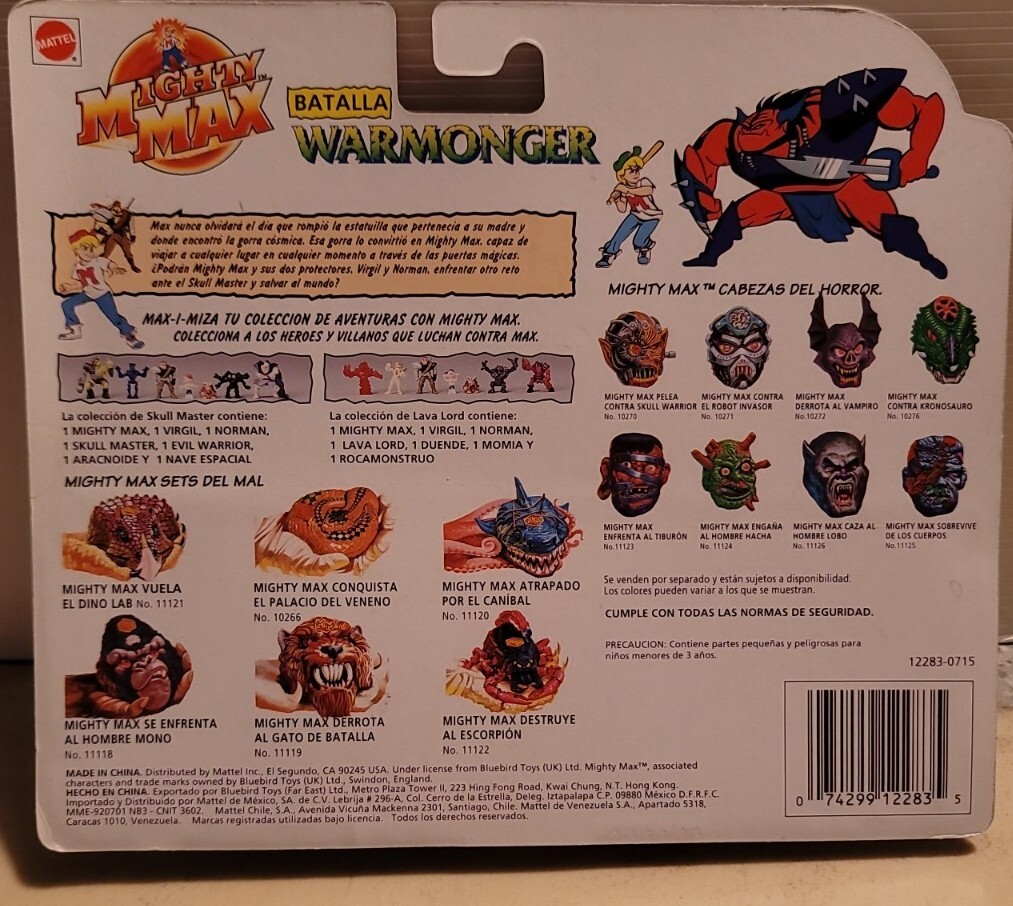 MATTEL
MIGHTY MAX™
BATALLA
WARMONGER
Max nunca olvidará el día que rompió la estatuilla que pertenecía a su madre y
donde encontró la gorra cósmica. Esa gorra lo convirtió en Mighty Max, capaz de
viajar a cualquier lugar en cualquier momento a través de las puertas mágicas.
¿Podrán Mighty Max y sus dos protectores, Virgil y Norman, enfrentar otro reto
ante el Skull Master y salvar al mundo?
M
MAX-I-MIZA TU COLECCION DE AVENTURAS CON MIGHTY MAX.
COLECCIONA A LOS HEROES Y VILLANOS QUE LUCHAN CONTRA MAX.
La colección de Skull Master contiene:
1 MIGHTY MAX, 1 VIRGIL, 1 NORMAN,
1 SKULL MASTER, 1 EVIL WARRIOR,
1 ARACNOIDE Y 1 NAVE ESPACIAL
La colección de Lava Lord contiene:
1 MIGHTY MAX, 1 VIRGIL, 1 NORMAN,
1 LAVA LORD, 1 DUENDE, 1 MOMIA Y
1 ROCAMONSTRUO
MIGHTY MAX SETS DEL MAL
MIGHTY MAX VUELA
EL DINO LAB No. 11121
MIGHTY MAX CONQUISTA
EL PALACIO DEL VENENO
No. 10266
MIGHTY MAX ATRAPADO
POR EL CANÍBAL
No. 11120
MIGHTY MAX SE ENFRENTA
AL HOMBRE MONO
No. 11118
MIGHTY MAX DERROTA
AL GATO DE BATALLA
No. 11119
MIGHTY MAX DESTRUYE
AL ESCORPIÓN
No. 11122
MIGHTY MAX™ CABEZAS DEL HORROR.
MIGHTY MAX PELEA
CONTRA SKULL WARRIOR
No. 10270
MIGHTY MAX CONTRA
EL ROBOT INVASOR
No. 10271
MIGHTY MAX
DERROTA AL VAMPIRO
No.10272
MIGHTY MAX
CONTRA KRONOSAURO
No. 10276
MIGHTY MAX
ENFRENTA AL TIBURÓN
No.11123
MIGHTY MAX ENGAÑA
AL HOMBRE HACHA
No. 11124
MIGHTY MAX CAZA AL
HOMBRE LOBO
No. 11126
MIGHTY MAX SOBREVIVE
DE LOS CUERPOS
No.11125
Se venden por separado y están sujetos a disponibilidad.
Los colores pueden variar a los que se muestran.
CUMPLE CON TODAS LAS NORMAS DE SEGURIDAD.
PRECAUCION: Contiene partes pequeñas y peligrosas para
niños menores de 3 años.
12283-0715
0 74299 12283 5
MADE IN CHINA. Distributed by Mattel Inc., El Segundo, CA 90245 USA. Under license from Bluebird Toys (UK) Ltd. Mighty Max™, associated
characters and trade marks owned by Bluebird Toys (UK) Ltd., Swindon, England.
HECHO EN CHINA. Exportado por Bluebird Toys (Far East) Ltd., Metro Plaza Tower II, 223 Hing Fong Road, Kwai Chung, N.T. Hong Kong.
Importado y Distribuido por Mattel de México, SA. de C.V. Lebrija # 296-A, Col. Cerro de la Estrella, Deleg. Iztapalapa C.P. 09880 México D.F.R.F.C.
MME-920701 NB3 - CNIT 3602. Mattel Chile, S.A., Avenida Vicuña Mackenna 2301, Santiago, Chile. Mattel de Venezuela S.A., Apartado 5318,
Caracas 1010, Venezuela. Marcas registradas utilizadas bajo licencia. Todos los derechos reservados.